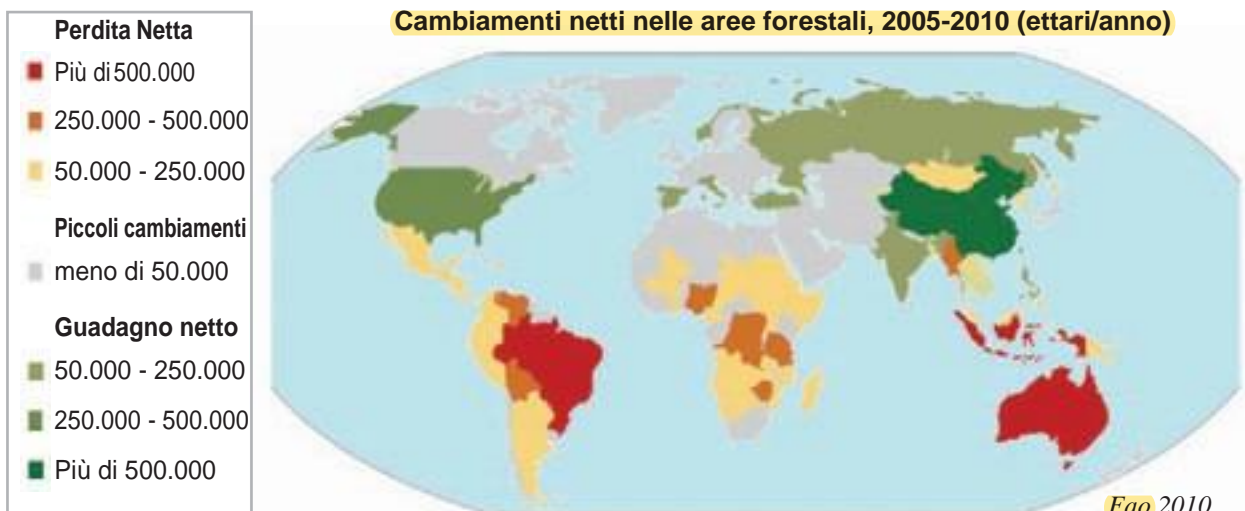 Cambiamenti netti nelle aree forestali, 2005-2010 (ettari/anno)
Perdita Netta
Più di 500.000
250.000 - 500.000
50.000 - 250.000
Piccoli cambiamenti
meno di 50.000
Guadagno netto
50.000 - 250.000
250.000 - 500.000
Più di 500.000
Fao 2010